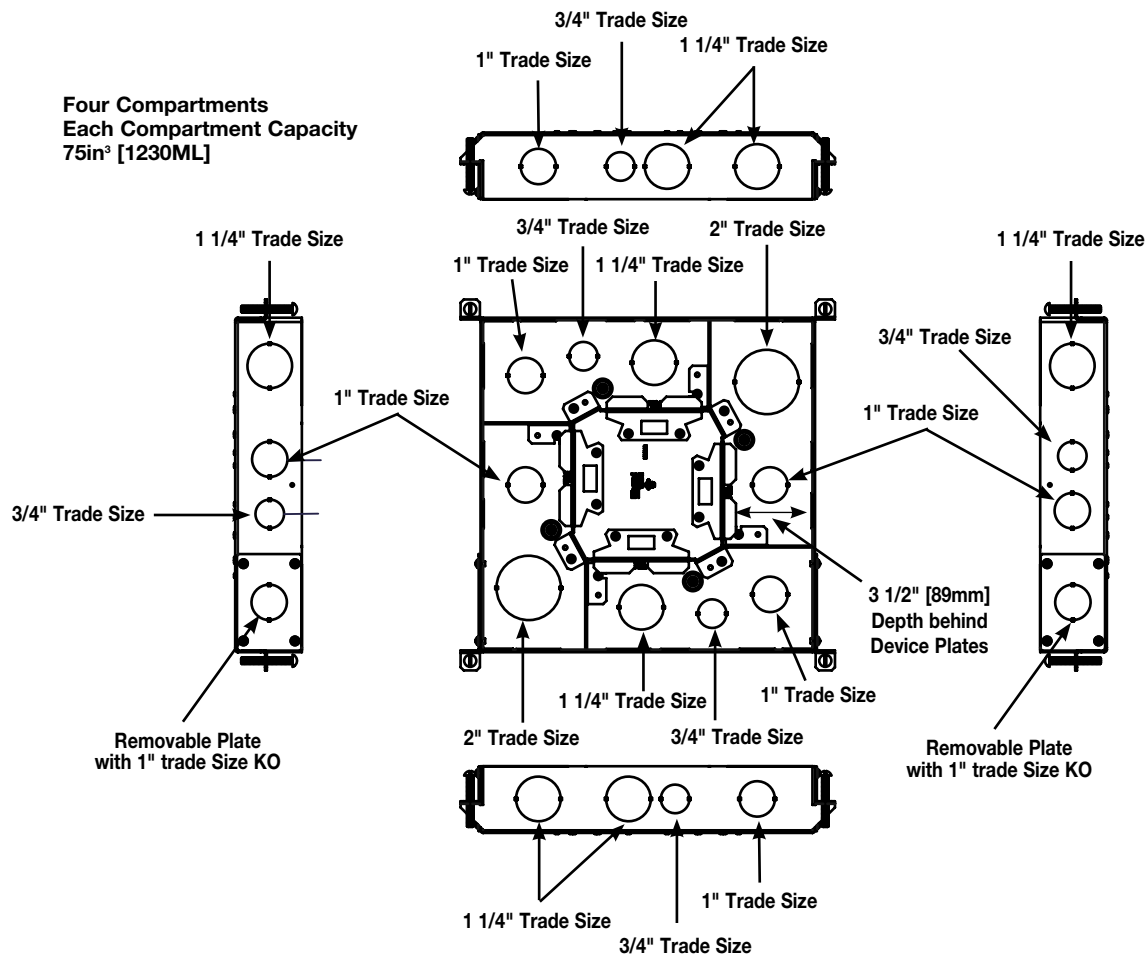 3/4" Trade Size
1 1/4" Trade Size
1" Trade Size
Four Compartments
Each Compartment Capacity
75in³ [1230ML]
3/4" Trade Size
2" Trade Size
1 1/4" Trade Size
1 1/4" Trade Size
1" Trade Size
1 1/4" Trade Size
3/4" Trade Size
1" Trade Size
1" Trade Size
3/4" Trade Size
3 1/2" [89mm]
Depth behind
Device Plates
1 1/4" Trade Size
1" Trade Size
2" Trade Size
3/4" Trade Size
Removable Plate
with 1" trade Size KO
Removable Plate
with 1" trade Size KO
1 1/4" Trade Size
1" Trade Size
3/4" Trade Size